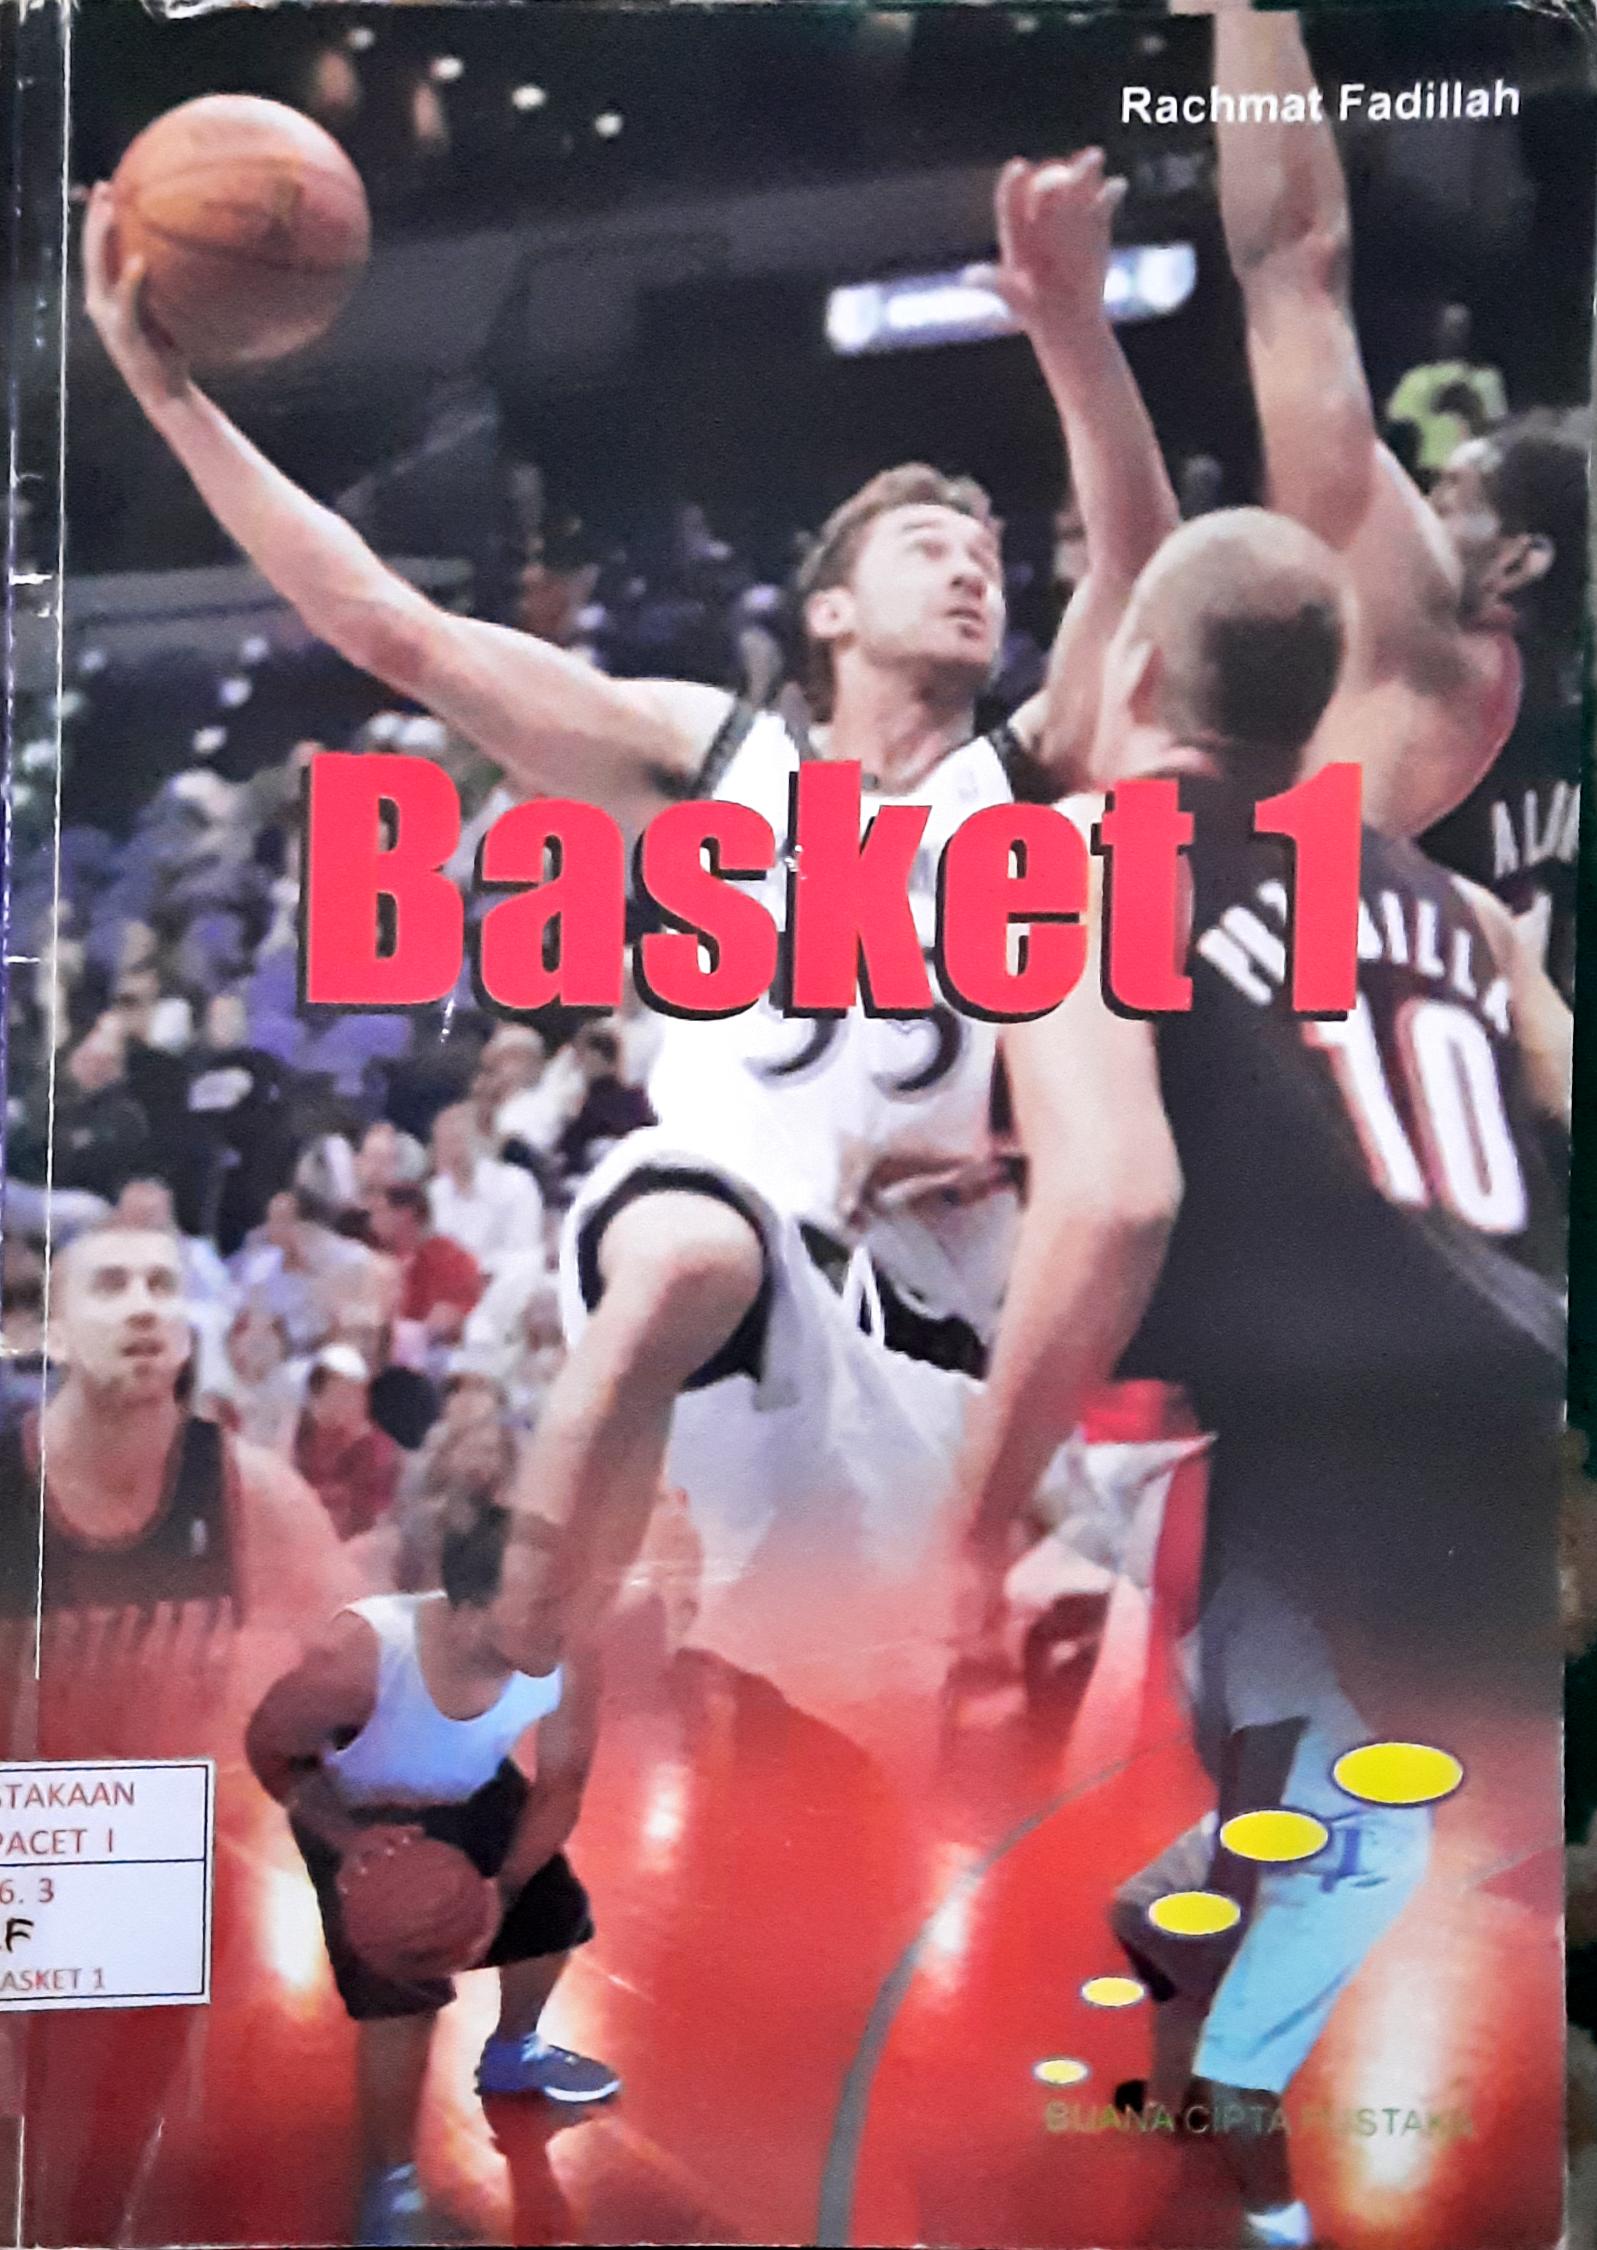 Rachmat Fadillah
Basket 1
10
STAKAAN
PACET I
6. 3
F
ASKET 1
BUANA CIPTA PUSTAKA